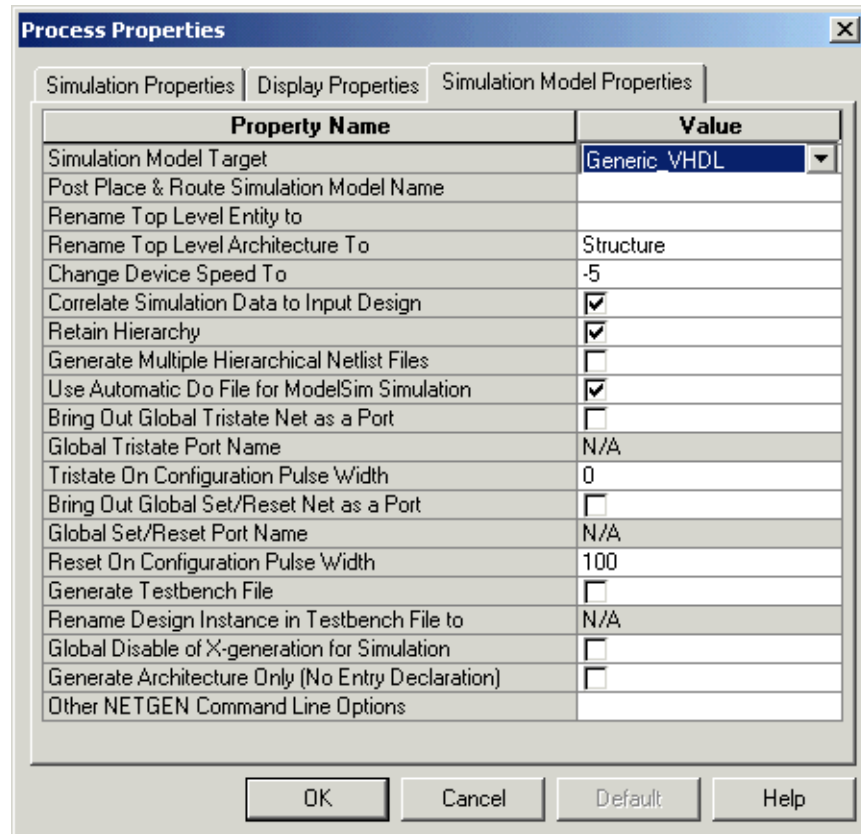 Process Properties
Simulation Properties Display Properties Simulation Model Properties
Property Name Value
Simulation Model Target Generic_VHDL
Post Place & Route Simulation Model Name
Rename Top Level Entity to
Rename Top Level Architecture To Structure
Change Device Speed To -5
Correlate Simulation Data to Input Design
Retain Hierarchy
Generate Multiple Hierarchical Netlist Files
Use Automatic Do File for ModelSim Simulation
Bring Out Global Tristate Net as a Port
Global Tristate Port Name N/A
Tristate On Configuration Pulse Width 0
Bring Out Global Set/Reset Net as a Port
Global Set/Reset Port Name N/A
Reset On Configuration Pulse Width 100
Generate Testbench File
Rename Design Instance in Testbench File to N/A
Global Disable of X-generation for Simulation
Generate Architecture Only (No Entry Declaration)
Other NETGEN Command Line Options
OK Cancel Default Help